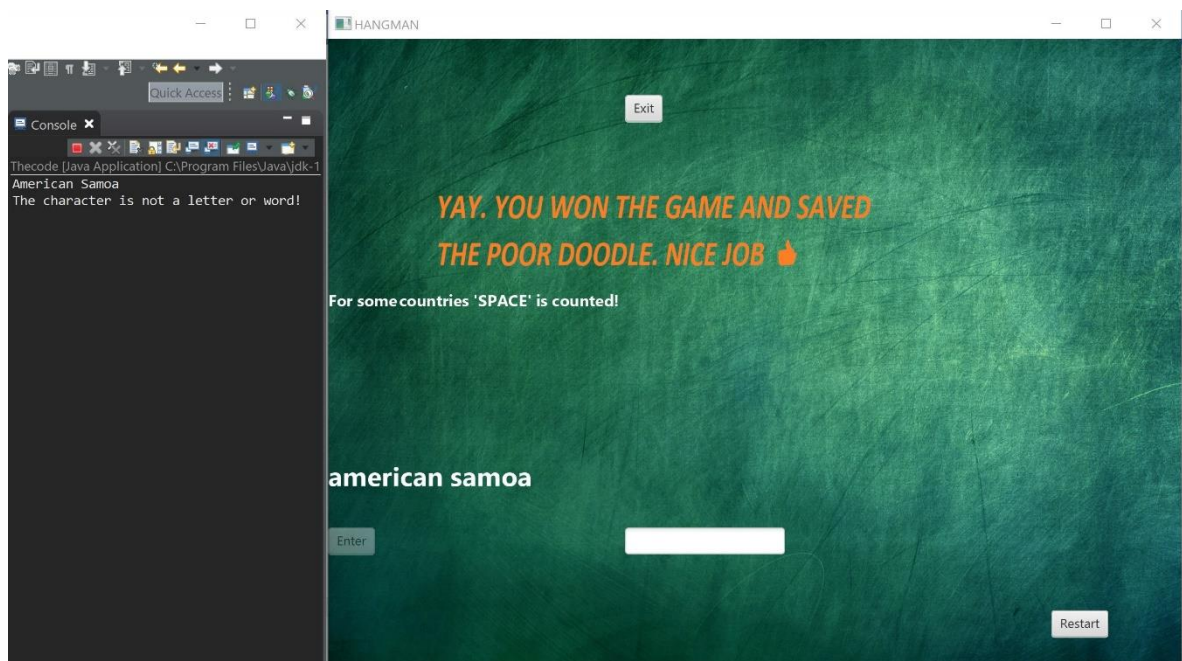 Quick Access
Console
Thecode [Java Application] C:\Program Files\Java\jdk-1
American Samoa
The character is not a letter or word!
HANGMAN
Exit
YAY. YOU WON THE GAME AND SAVED
THE POOR DOODLE. NICE JOB 👍
For some countries 'SPACE' is counted!
american samoa
Enter
Restart